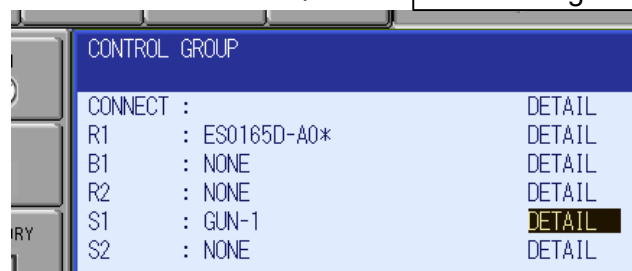 CONTROL GROUP
CONNECT : DETAIL
R1 : ES0165D-A0* DETAIL
B1 : NONE DETAIL
R2 : NONE DETAIL
S1 : GUN-1 DETAIL
S2 : NONE DETAIL